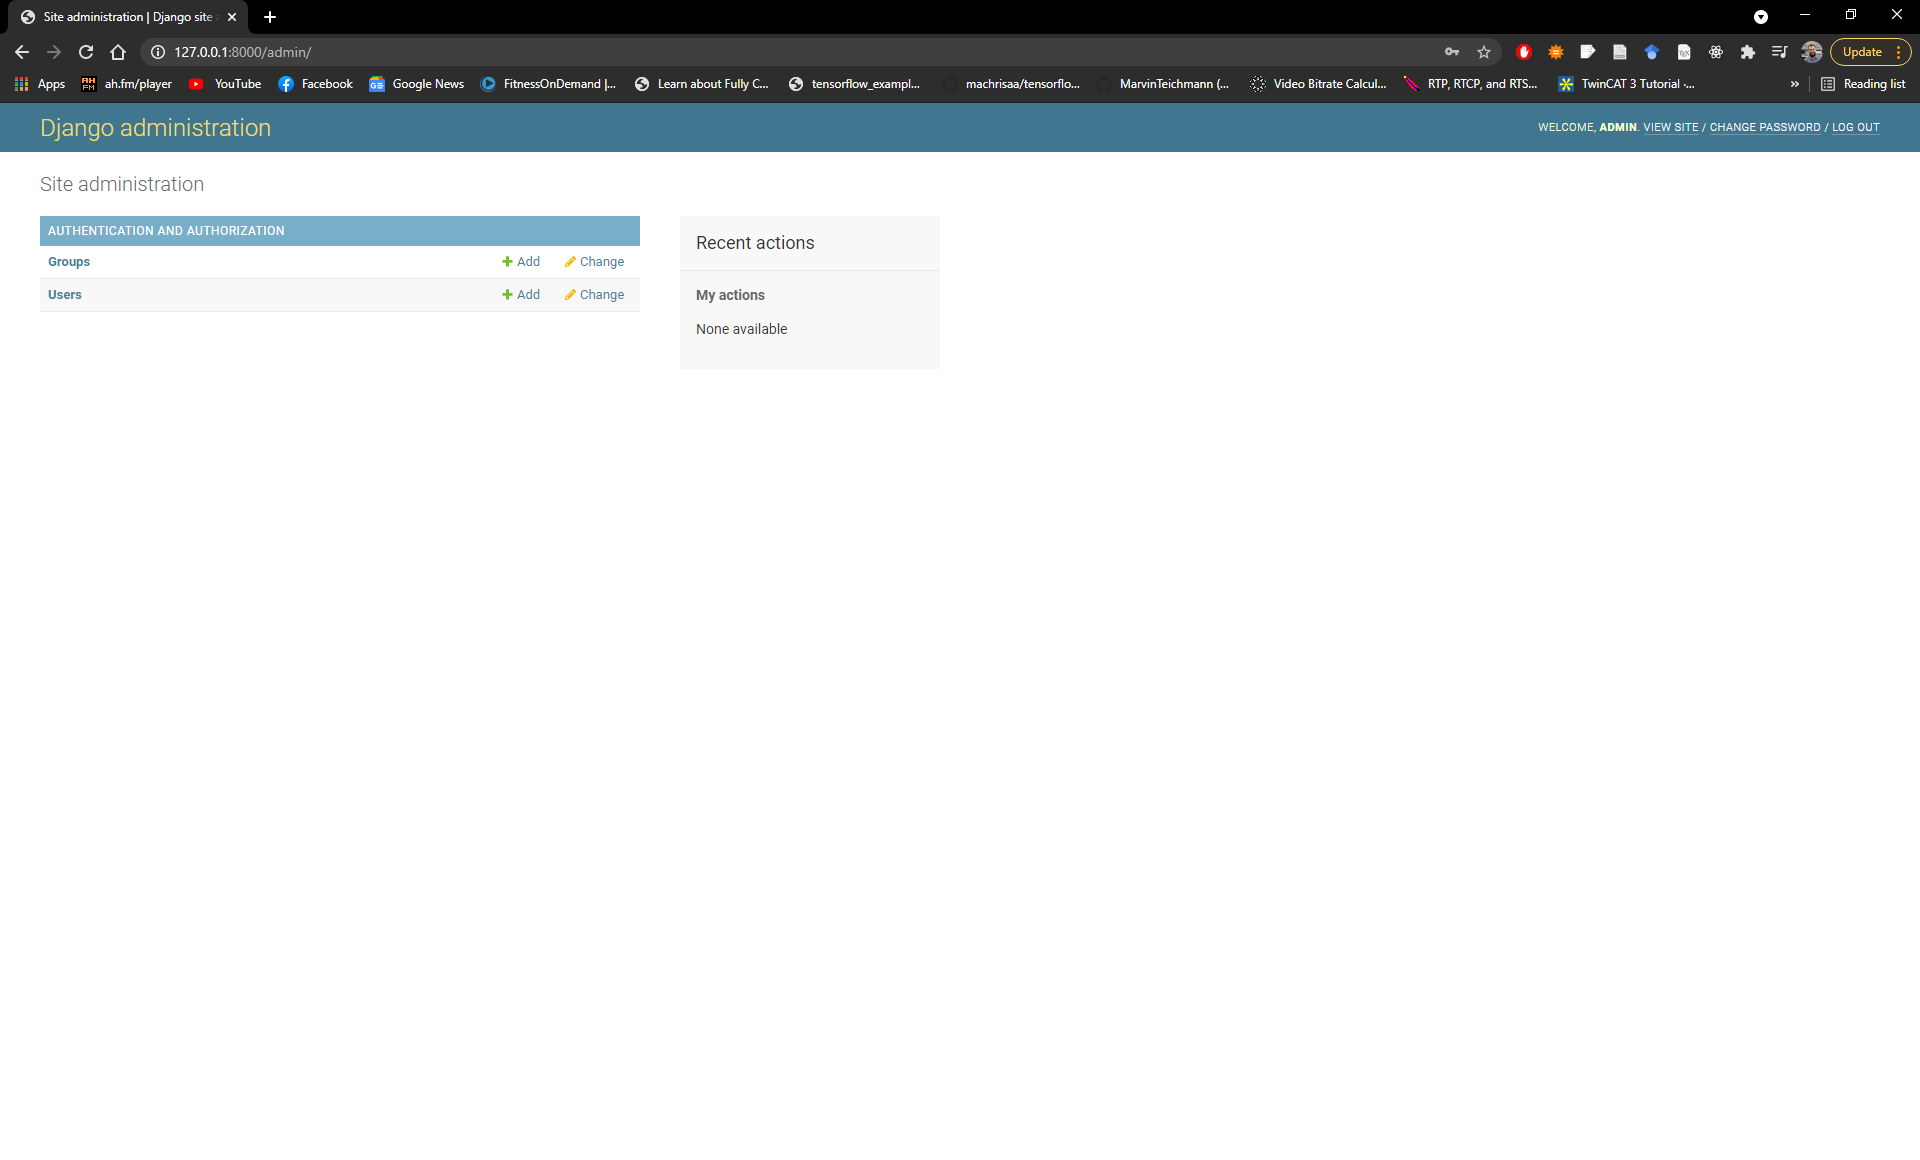 Site administration | Django site
127.0.0.1:8000/admin/
Update
Apps
AH FM
ah.fm/player
YouTube
Facebook
GE
Google News
FitnessOnDemand |...
Learn about Fully C...
tensorflow_exampl...
machrisaa/tensorflo...
MarvinTeichmann (...
Video Bitrate Calcul...
RTP, RTCP, and RTS...
TwinCAT 3 Tutorial -...
»
Reading list
Django administration
WELCOME, ADMIN. VIEW SITE / CHANGE PASSWORD / LOG OUT
Site administration
AUTHENTICATION AND AUTHORIZATION
Groups Add Change
Users Add Change
Recent actions
My actions
None available